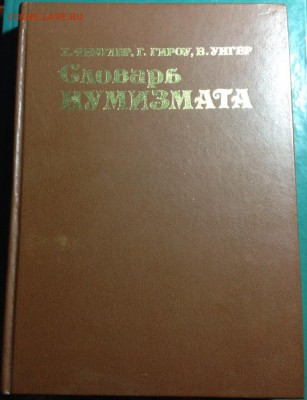 Х. ФЕНГЛЕР, Г. ГИРОУ, В. УНГЕР
Словарь
НУМИЗМАТА